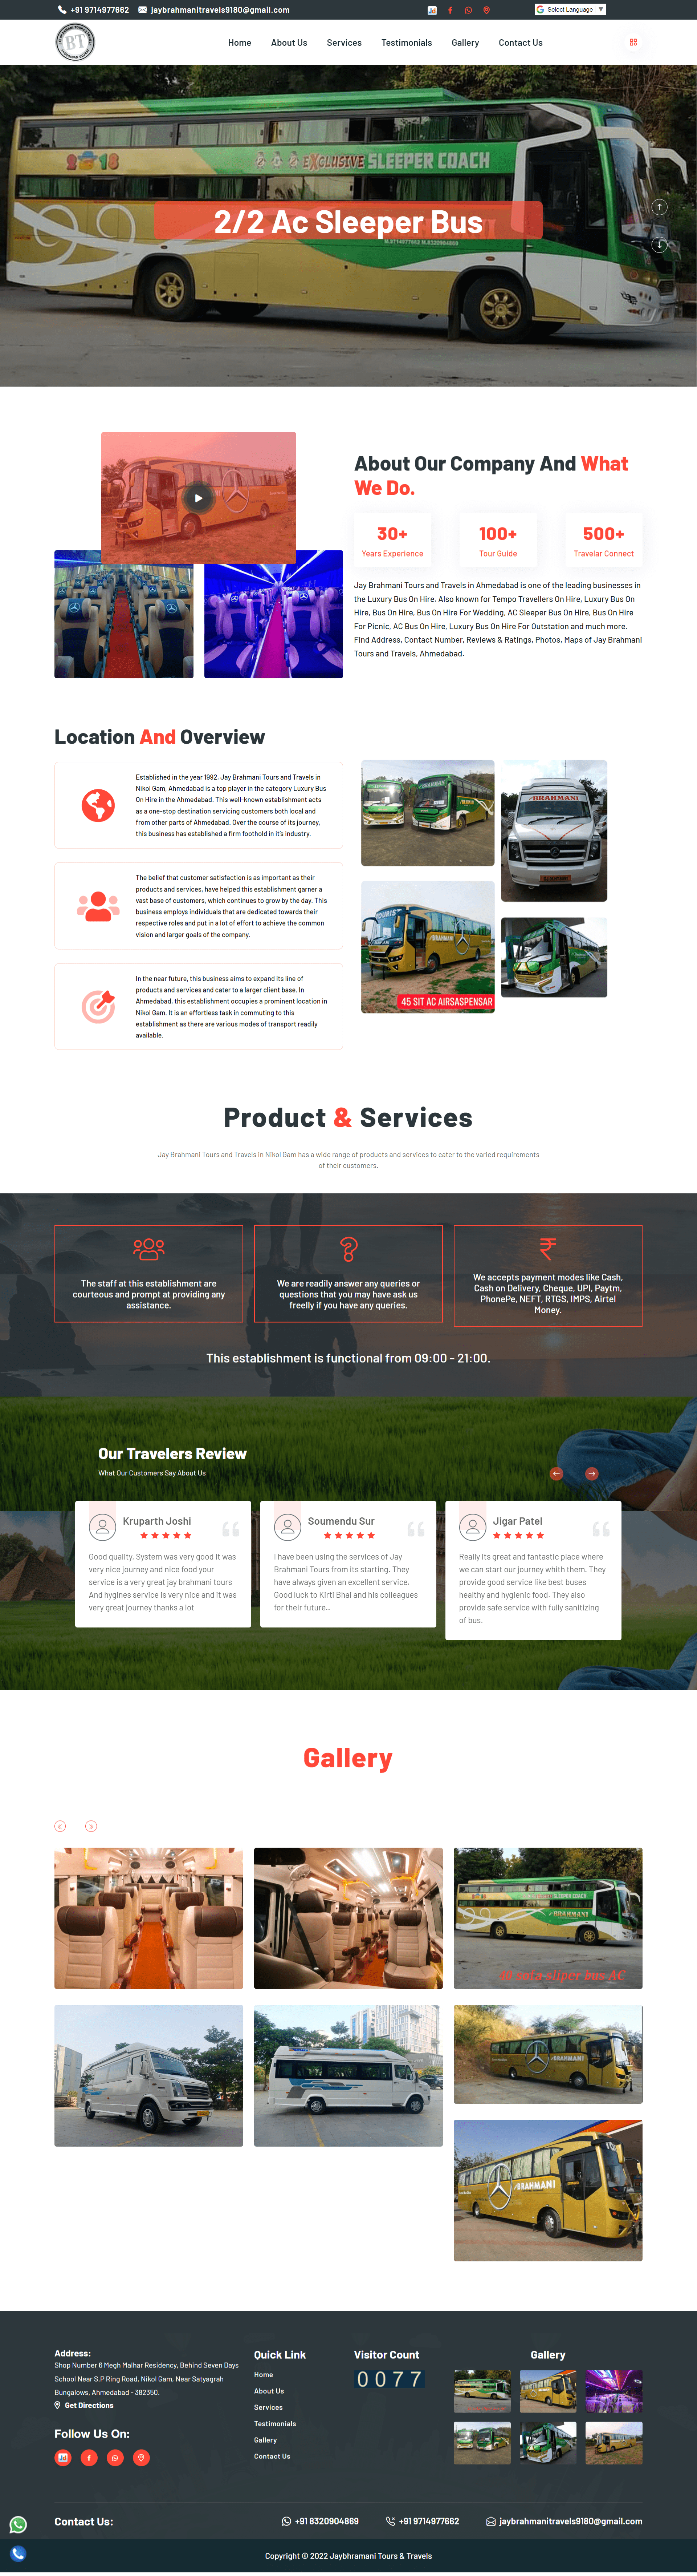 +91 9714977662
jaybrahmanitravels9180@gmail.com
Select Language ▼
BT
Home
About Us
Services
Testimonials
Gallery
Contact Us
2018
EXCLUSIVE SLEEPER COACH
2/2 Ac Sleeper Bus
M.9714977662 M.8320904869
About Our Company And What
We Do.
30+
Years Experience
100+
Tour Guide
500+
Travelar Connect
Jay Brahmani Tours and Travels in Ahmedabad is one of the leading businesses in
the Luxury Bus On Hire. Also known for Tempo Travellers On Hire, Luxury Bus On
Hire, Bus On Hire, Bus On Hire For Wedding, AC Sleeper Bus On Hire, Bus On Hire
For Picnic, AC Bus On Hire, Luxury Bus On Hire For Outstation and much more.
Find Address, Contact Number, Reviews & Ratings, Photos, Maps of Jay Brahmani
Tours and Travels, Ahmedabad.
Location And Overview
Established in the year 1992, Jay Brahmani Tours and Travels in
Nikol Gam, Ahmedabad is a top player in the category Luxury Bus
On Hire in the Ahmedabad. This well-known establishment acts
as a one-stop destination servicing customers both local and
from other parts of Ahmedabad. Over the course of its journey,
this business has established a firm foothold in it's industry.
The belief that customer satisfaction is as important as their
products and services, have helped this establishment garner a
vast base of customers, which continues to grow by the day. This
business employs individuals that are dedicated towards their
respective roles and put in a lot of effort to achieve the common
vision and larger goals of the company.
In the near future, this business aims to expand its line of
products and services and cater to a larger client base. In
Ahmedabad, this establishment occupies a prominent location in
Nikol Gam. It is an effortless task in commuting to this
establishment as there are various modes of transport readily
available.
BRAHMANI
BRAHMANI
45 SIT AC AIRSASPENSAR
Product & Services
Jay Brahmani Tours and Travels in Nikol Gam has a wide range of products and services to cater to the varied requirements
of their customers.
The staff at this establishment are
courteous and prompt at providing any
assistance.
We are readily answer any queries or
questions that you may have ask us
freely if you have any queries.
We accepts payment modes like Cash,
Cash on Delivery, Cheque, UPI, Paytm,
PhonePe, NEFT, RTGS, IMPS, Airtel
Money.
This establishment is functional from 09:00 - 21:00.
Our Travelers Review
What Our Customers Say About Us
Kruparth Joshi
Good quality. System was very good it was
very nice journey and nice food your
service is a very great jay brahmani tours
And hygines service is very nice and it was
very great journey thanks a lot
Soumendu Sur
I have been using the services of Jay
Brahmani Tours from its starting. They
have always given an excellent service.
Good luck to Kirti Bhai and his colleagues
for their future..
Jigar Patel
Really its great and fantastic place where
we can start our journey whith them. They
provide good service like best buses
healthy and hygienic food. They also
provide safe service with fully sanitizing
of bus.
Gallery
SLEEPER COACH
BRAHMANI
36 sofa sliper bus AC
BRAHMANI
BRAHMANI
Address:
Shop Number 6 Megh Malhar Residency, Behind Seven Days
School Near S.P Ring Road, Nikol Gam, Near Satyagrah
Bungalows, Ahmedabad - 382350.
Get Directions
Follow Us On:
Quick Link
Home
About Us
Services
Testimonials
Gallery
Contact Us
Visitor Count
0077
Gallery
Contact Us:
+91 8320904869
+91 9714977662
jaybrahmanitravels9180@gmail.com
Copyright © 2022 Jaybhramani Tours & Travels